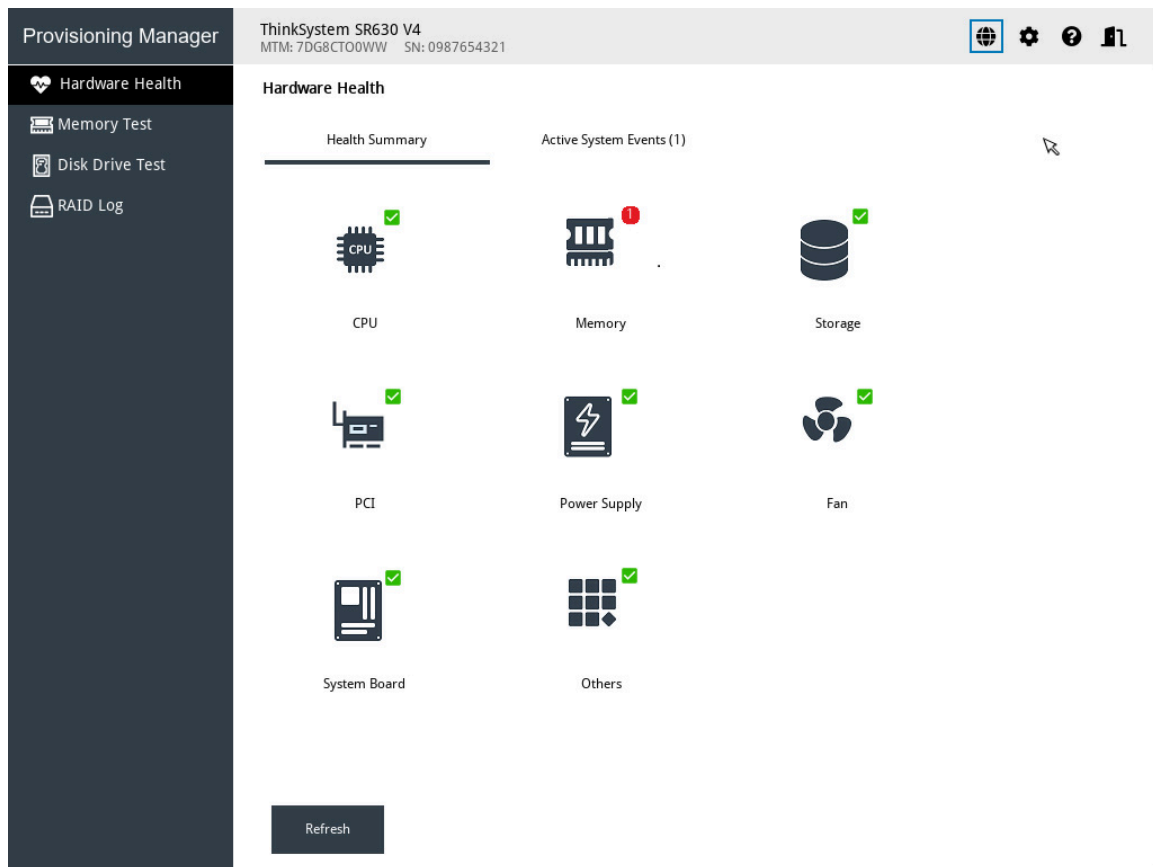 Provisioning Manager
ThinkSystem SR630 V4
MTM: 7DG8CTO0WW SN: 0987654321
Hardware Health
Memory Test
Disk Drive Test
RAID Log
Hardware Health
Health Summary
Active System Events (1)
CPU
1
CPU
Memory
Storage
PCI
Power Supply
Fan
System Board
Others
Refresh